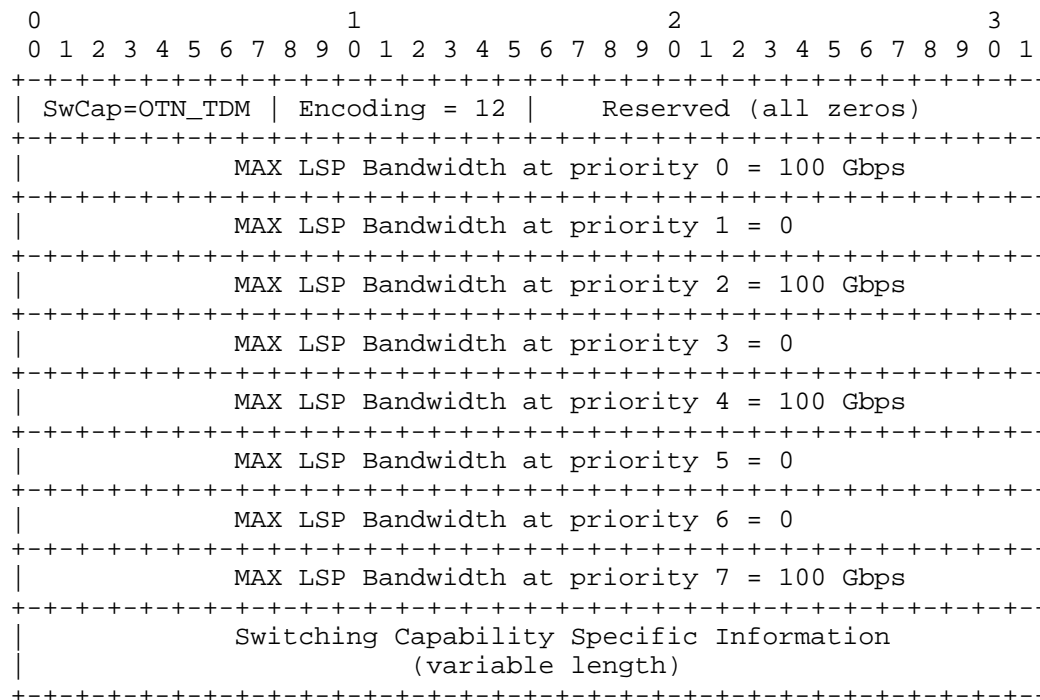 0                   1                   2                   3
 0 1 2 3 4 5 6 7 8 9 0 1 2 3 4 5 6 7 8 9 0 1 2 3 4 5 6 7 8 9 0 1
+-+-+-+-+-+-+-+-+-+-+-+-+-+-+-+-+-+-+-+-+-+-+-+-+-+-+-+-+-+-+-+--
| SwCap=OTN_TDM | Encoding = 12 |    Reserved (all zeros)
+-+-+-+-+-+-+-+-+-+-+-+-+-+-+-+-+-+-+-+-+-+-+-+-+-+-+-+-+-+-+-+--
|             MAX LSP Bandwidth at priority 0 = 100 Gbps
+-+-+-+-+-+-+-+-+-+-+-+-+-+-+-+-+-+-+-+-+-+-+-+-+-+-+-+-+-+-+-+--
|             MAX LSP Bandwidth at priority 1 = 0
+-+-+-+-+-+-+-+-+-+-+-+-+-+-+-+-+-+-+-+-+-+-+-+-+-+-+-+-+-+-+-+--
|             MAX LSP Bandwidth at priority 2 = 100 Gbps
+-+-+-+-+-+-+-+-+-+-+-+-+-+-+-+-+-+-+-+-+-+-+-+-+-+-+-+-+-+-+-+--
|             MAX LSP Bandwidth at priority 3 = 0
+-+-+-+-+-+-+-+-+-+-+-+-+-+-+-+-+-+-+-+-+-+-+-+-+-+-+-+-+-+-+-+--
|             MAX LSP Bandwidth at priority 4 = 100 Gbps
+-+-+-+-+-+-+-+-+-+-+-+-+-+-+-+-+-+-+-+-+-+-+-+-+-+-+-+-+-+-+-+--
|             MAX LSP Bandwidth at priority 5 = 0
+-+-+-+-+-+-+-+-+-+-+-+-+-+-+-+-+-+-+-+-+-+-+-+-+-+-+-+-+-+-+-+--
|             MAX LSP Bandwidth at priority 6 = 0
+-+-+-+-+-+-+-+-+-+-+-+-+-+-+-+-+-+-+-+-+-+-+-+-+-+-+-+-+-+-+-+--
|             MAX LSP Bandwidth at priority 7 = 100 Gbps
+-+-+-+-+-+-+-+-+-+-+-+-+-+-+-+-+-+-+-+-+-+-+-+-+-+-+-+-+-+-+-+--
|             Switching Capability Specific Information
|                        (variable length)
+-+-+-+-+-+-+-+-+-+-+-+-+-+-+-+-+-+-+-+-+-+-+-+-+-+-+-+-+-+-+-+--